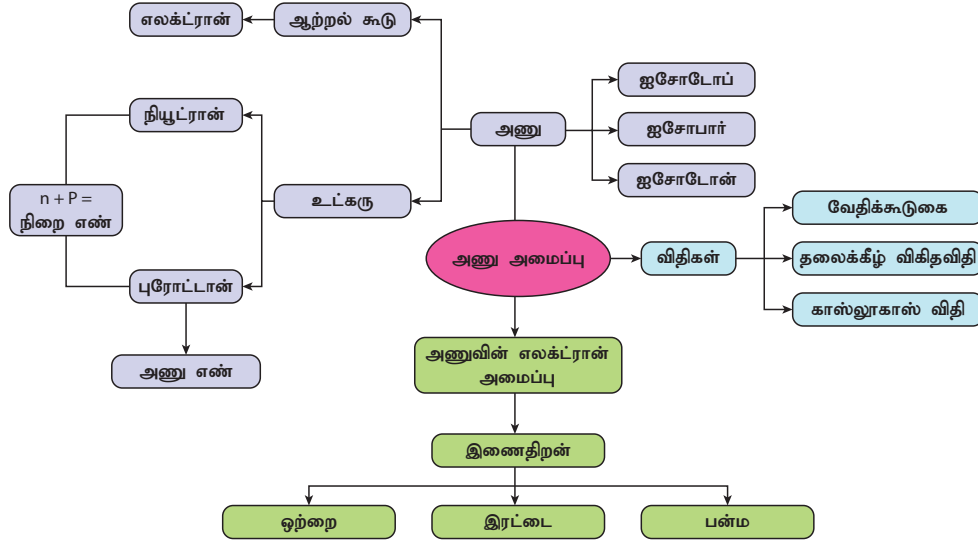 எலக்ட்ரான்
ஆற்றல் கூடு
ஐசோடோப்
நியூட்ரான்
அணு
ஐசோபார்
ஐசோடோன்
n + P =
நிறை எண்
உட்கரு
வேதிக்கூடுகை
அணு அமைப்பு
விதிகள்
தலைக்கீழ் விகிதவிதி
புரோட்டான்
காஸ்லூகாஸ் விதி
அணு எண்
அணுவின் எலக்ட்ரான்
அமைப்பு
இணைதிறன்
ஒற்றை
இரட்டை
பன்ம